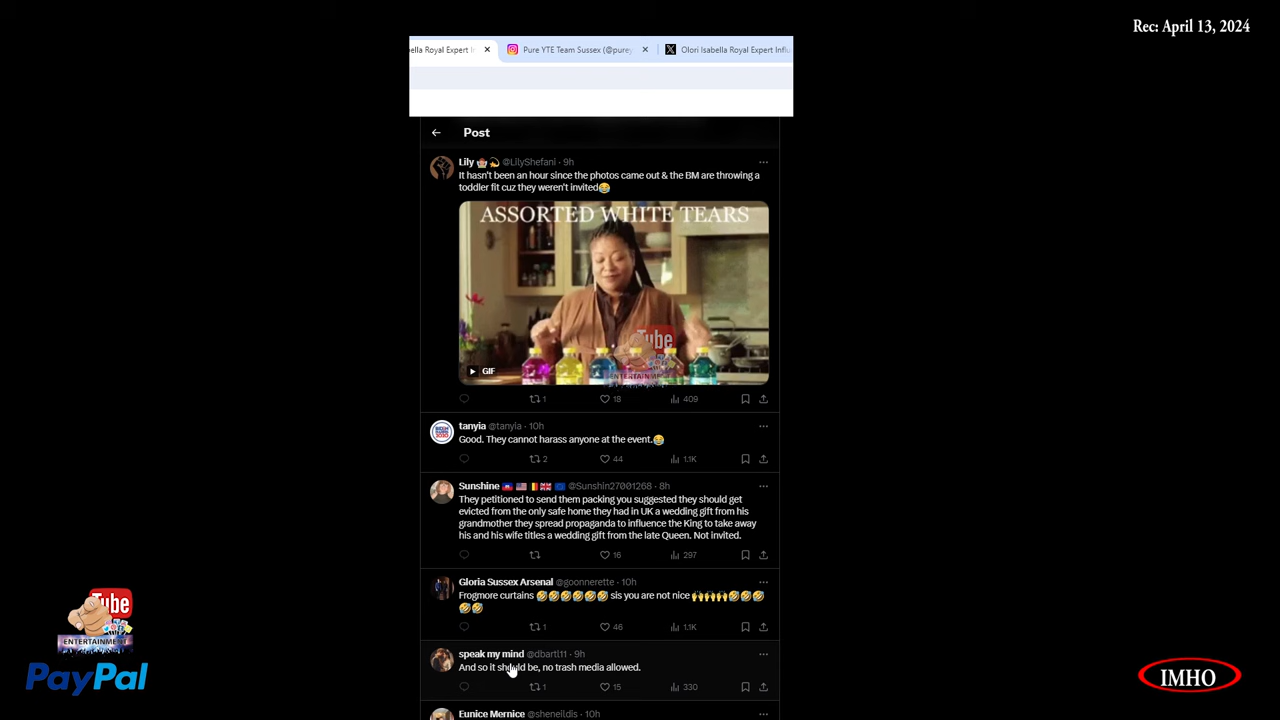 Rec: April 13, 2024
Pure YTE Team Sussex (@purey
Olori Isabella Royal Expert Influ
Post
Lily @LilyShefani · 9h
It hasn't been an hour since the photos came out & the BM are throwing a
toddler fit cuz they weren't invited😂
ASSORTED WHITE TEARS
Tube
ENTERTAINMENT
GIF
1 18 409
tanyia @tanyia · 10h
Good. They cannot harass anyone at the event.😂
2 44 1.1K
Sunshine @Sunshin27001268 · 8h
They petitioned to send them packing you suggested they should get
evicted from the only safe home they had in UK a wedding gift from his
grandmother they spread propaganda to influence the King to take away
his and his wife titles a wedding gift from the late Queen. Not invited.
16 297
Gloria Sussex Arsenal @goonnerette · 10h
Frogmore curtains 🤣🤣🤣🤣🤣🤣 sis you are not nice 🙌🙌🙌🤣🤣🤣
🤣🤣
1 46 1.1K
speak my mind @dbartl11 · 9h
And so it should be, no trash media allowed.
1 15 330
Eunice Mernice @sheneildis · 10h
Tube
ENTERTAINMENT
PayPal
IMHO